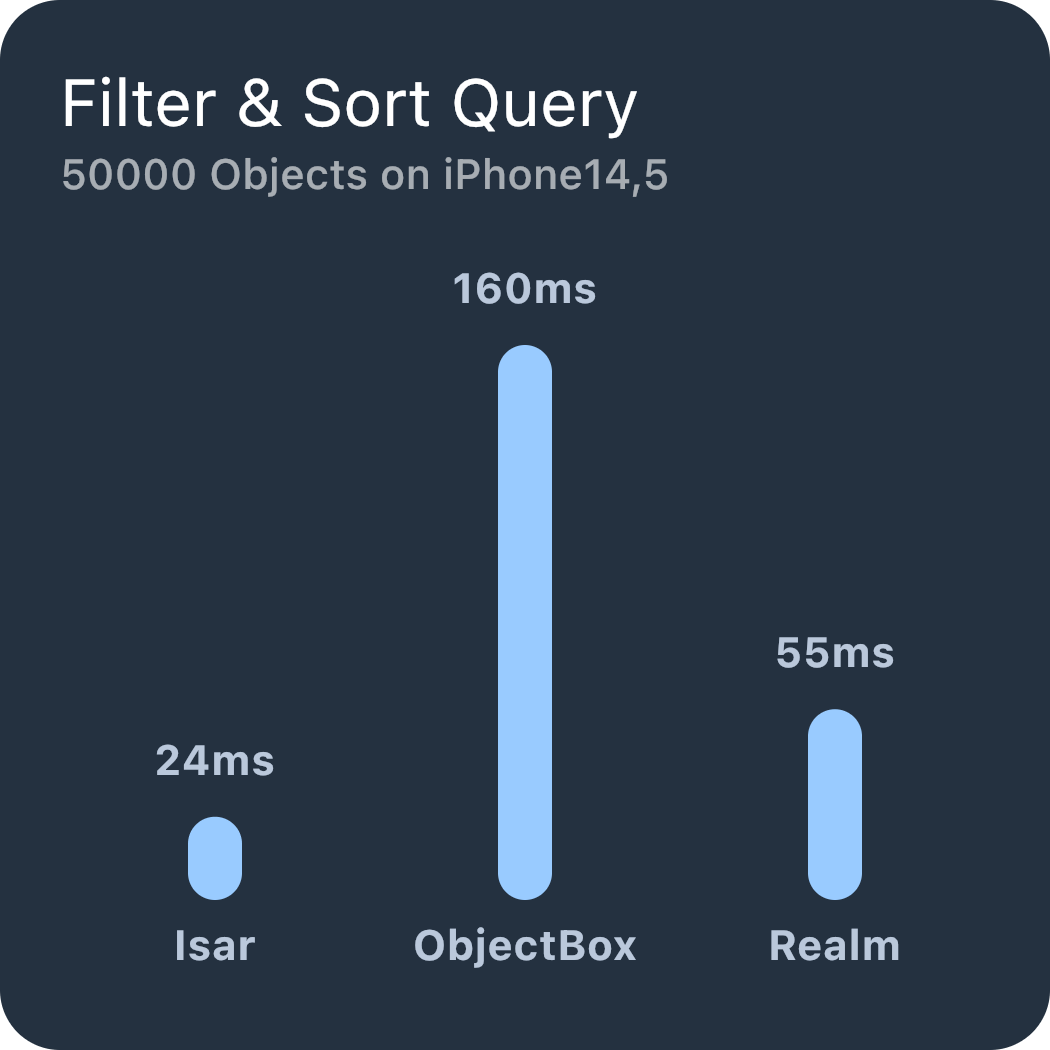 Filter & Sort Query
50000 Objects on iPhone14,5
160ms
55ms
24ms
Isar ObjectBox Realm